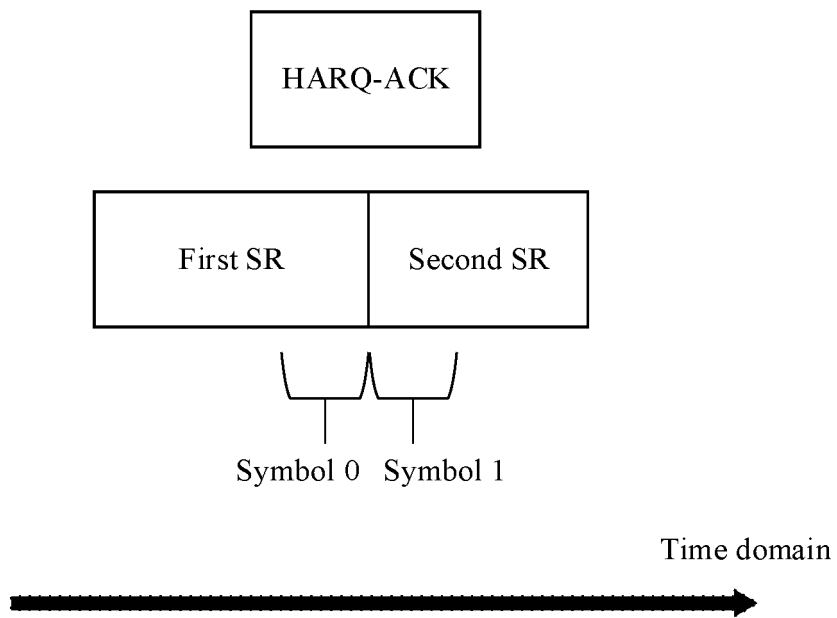 HARQ-ACK
First SR
Second SR
Symbol 0
Symbol 1
Time domain